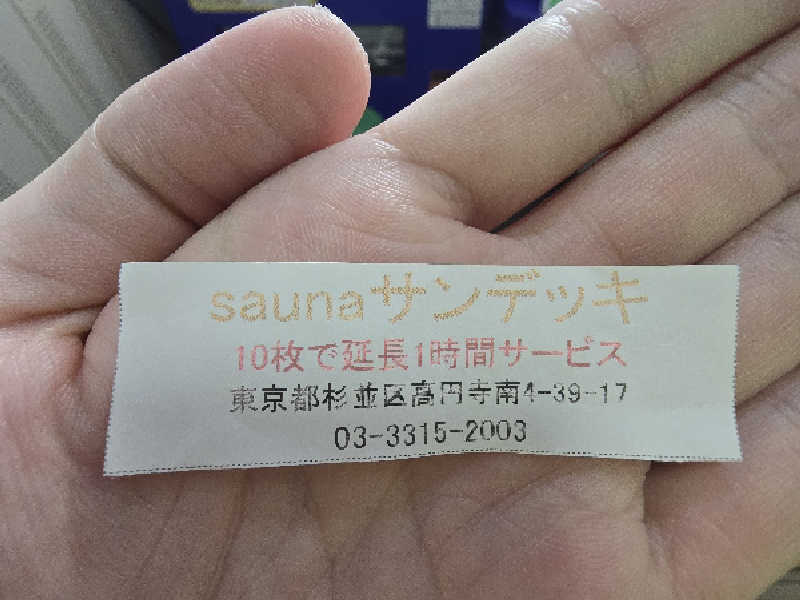 saunaサンデッキ
10枚で延長1時間サービス
東京都杉並区高円寺南4-39-17
03-3315-2003